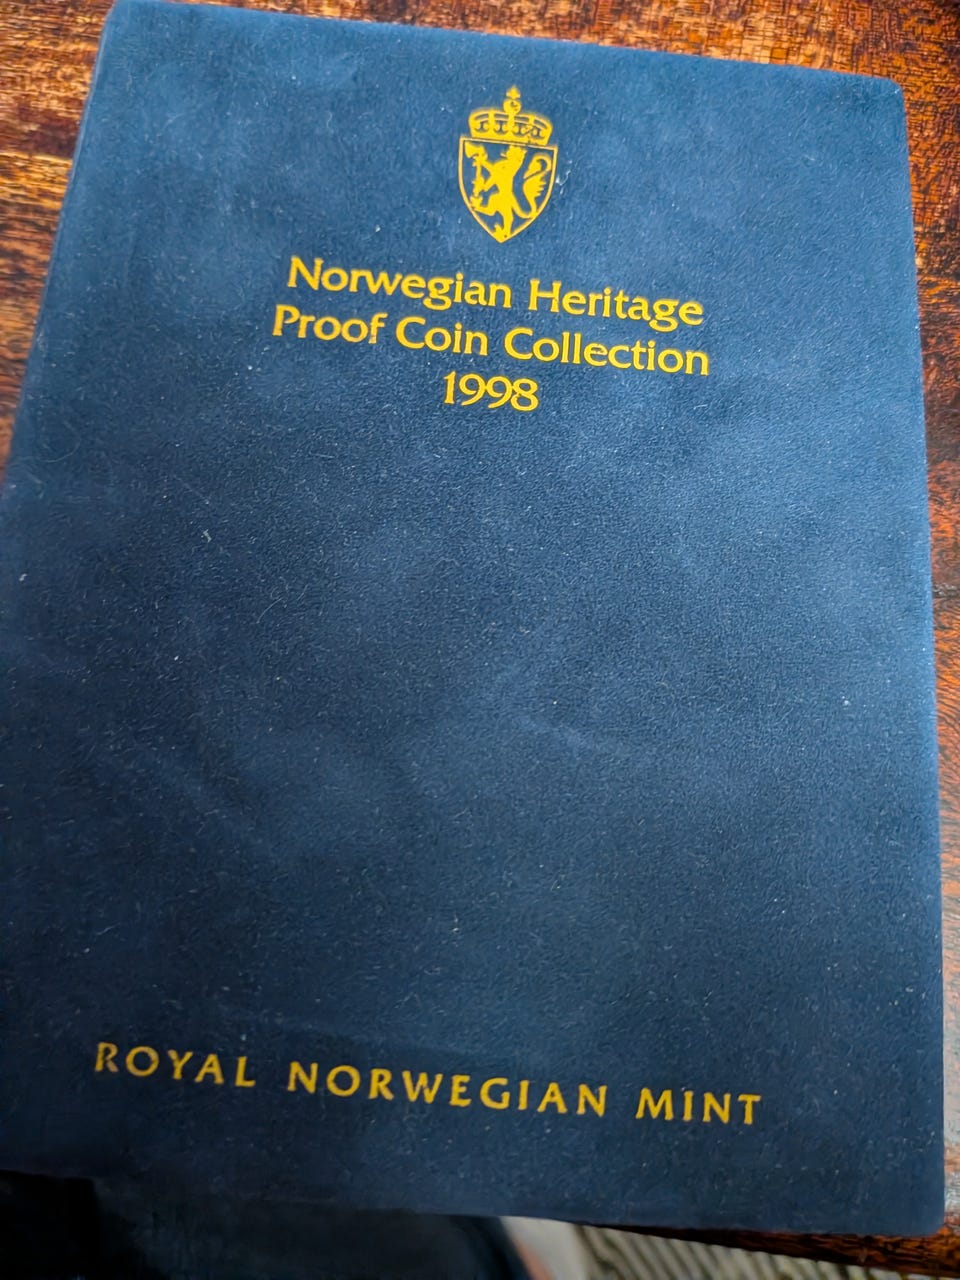 Norwegian Heritage
Proof Coin Collection
1998
ROYAL NORWEGIAN MINT